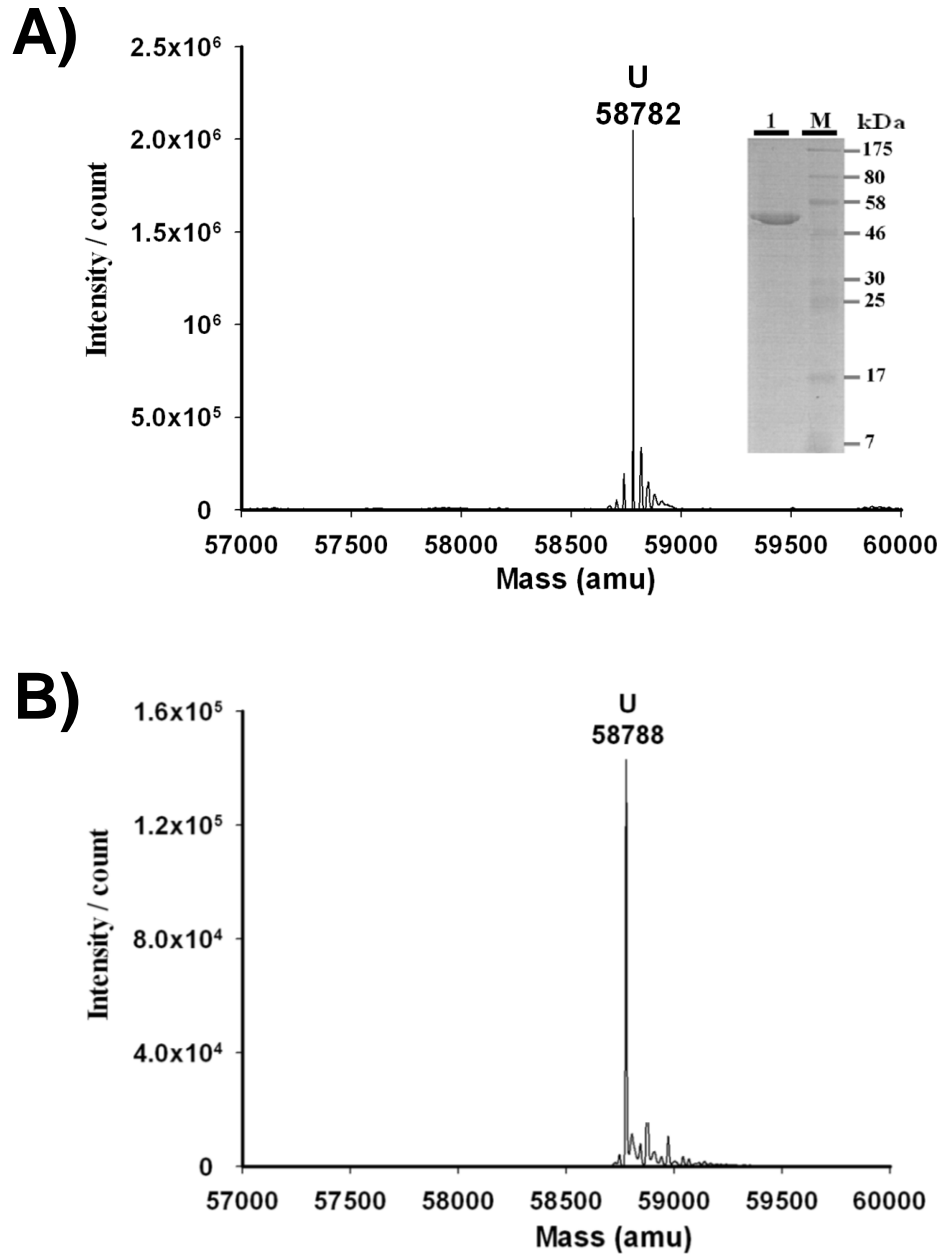 A)
2.5x10⁶
2.0x10⁶
1.5x10⁶
10⁶
5.0x10⁵
0
Intensity / count
U
58782
1 M kDa
175
80
58
46
30
25
17
7
57000 57500 58000 58500 59000 59500 60000
Mass (amu)
B)
1.6x10⁵
1.2x10⁵
8.0x10⁴
4.0x10⁴
0
Intensity / count
U
58788
57000 57500 58000 58500 59000 59500 60000
Mass (amu)